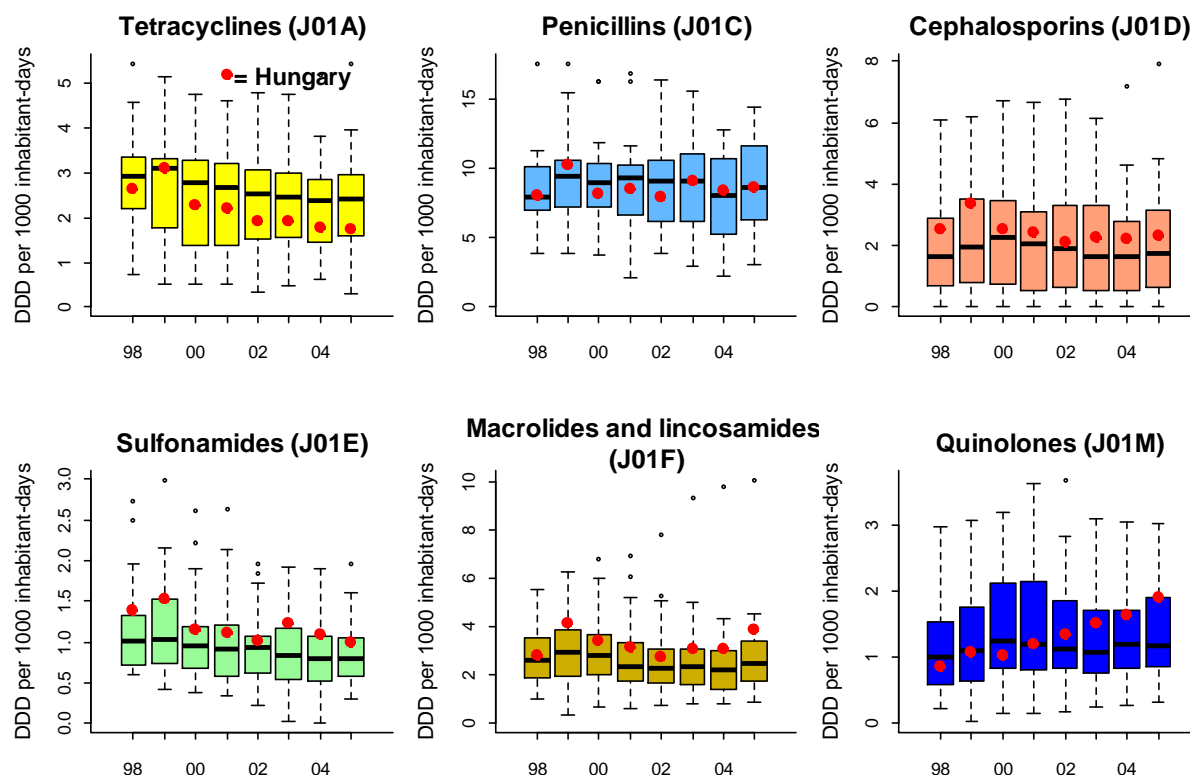 Tetracyclines (J01A)
DDD per 1000 inhabitant-days
0 1 2 3 4 5
= Hungary
98 00 02 04
Penicillins (J01C)
DDD per 1000 inhabitant-days
0 5 10 15
98 00 02 04
Cephalosporins (J01D)
DDD per 1000 inhabitant-days
0 2 4 6 8
98 00 02 04
Sulfonamides (J01E)
DDD per 1000 inhabitant-days
0.0 0.5 1.0 1.5 2.0 2.5 3.0
98 00 02 04
Macrolides and lincosamides
(J01F)
DDD per 1000 inhabitant-days
0 2 4 6 8 10
98 00 02 04
Quinolones (J01M)
DDD per 1000 inhabitant-days
0 1 2 3
98 00 02 04